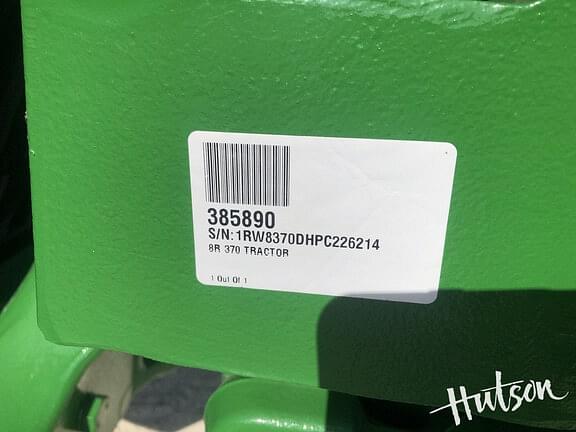 385890
S/N:1RW8370DHPC226214
8R 370 TRACTOR
1 Out Of 1
Hutson